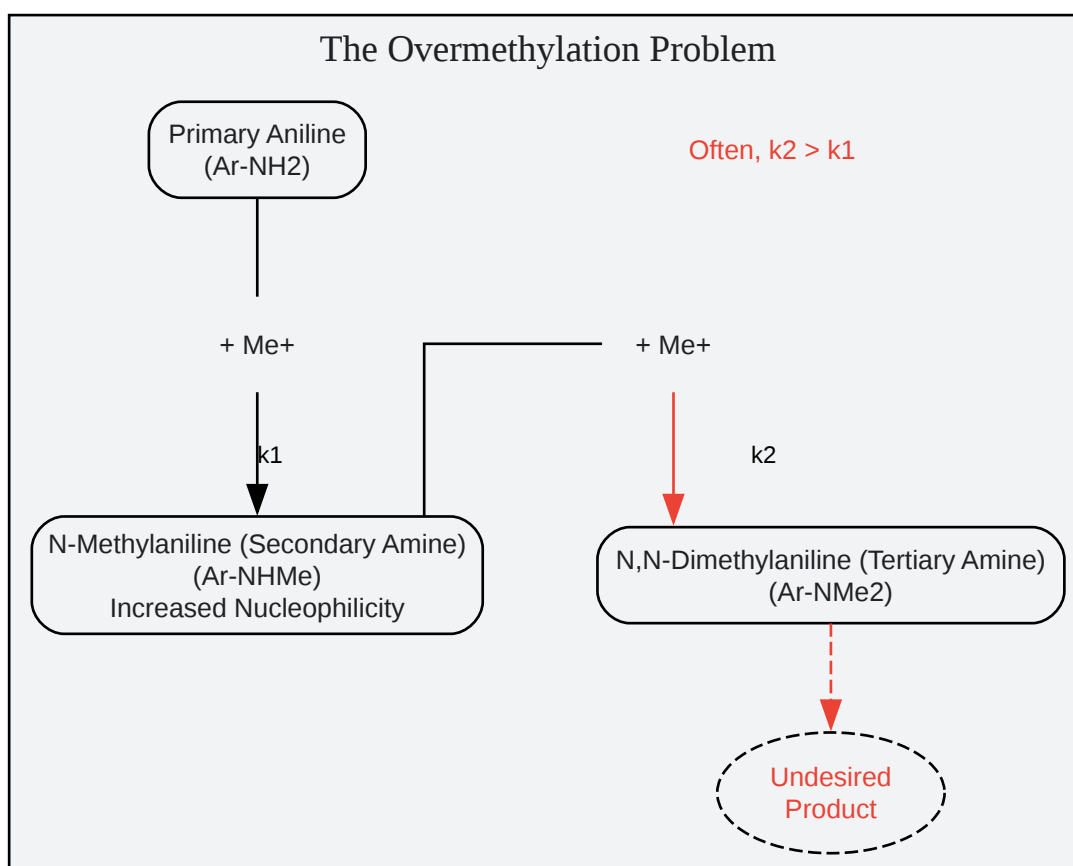 The Overmethylation Problem
Primary Aniline
(Ar-NH2)
Often, k2 > k1
+ Me+
+ Me+
k1
k2
N-Methylaniline (Secondary Amine)
(Ar-NHMe)
Increased Nucleophilicity
N,N-Dimethylaniline (Tertiary Amine)
(Ar-NMe2)
Undesired
Product